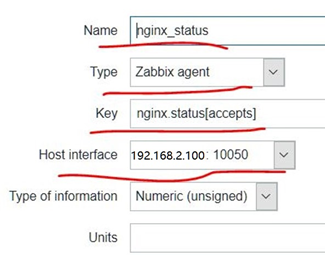 Name nginx_status
Type Zabbix agent
Key nginx.status[accepts]
Host interface 192.168.2.100: 10050
Type of information Numeric (unsigned)
Units